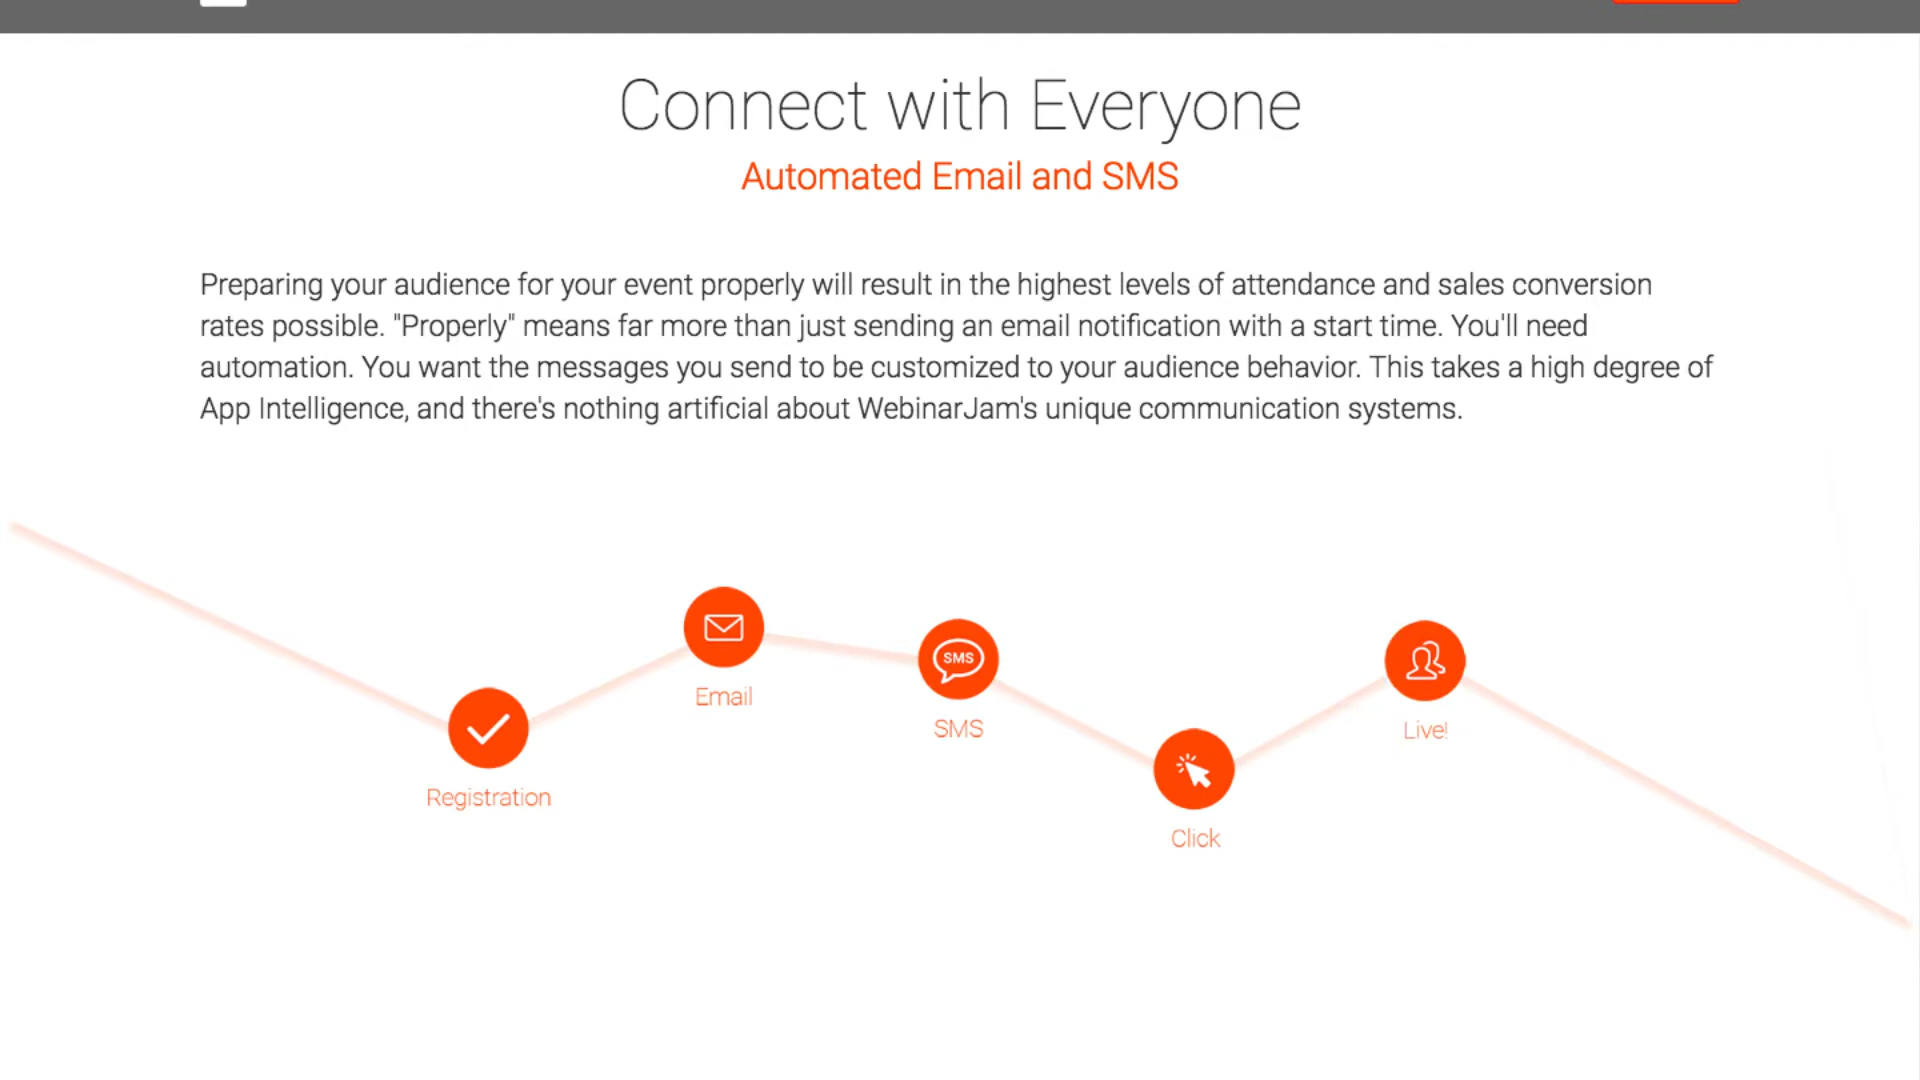 Connect with Everyone
Automated Email and SMS
Preparing your audience for your event properly will result in the highest levels of attendance and sales conversion
rates possible. "Properly" means far more than just sending an email notification with a start time. You'll need
automation. You want the messages you send to be customized to your audience behavior. This takes a high degree of
App Intelligence, and there's nothing artificial about WebinarJam's unique communication systems.
Email
SMS
SMS
Live!
Registration
Click